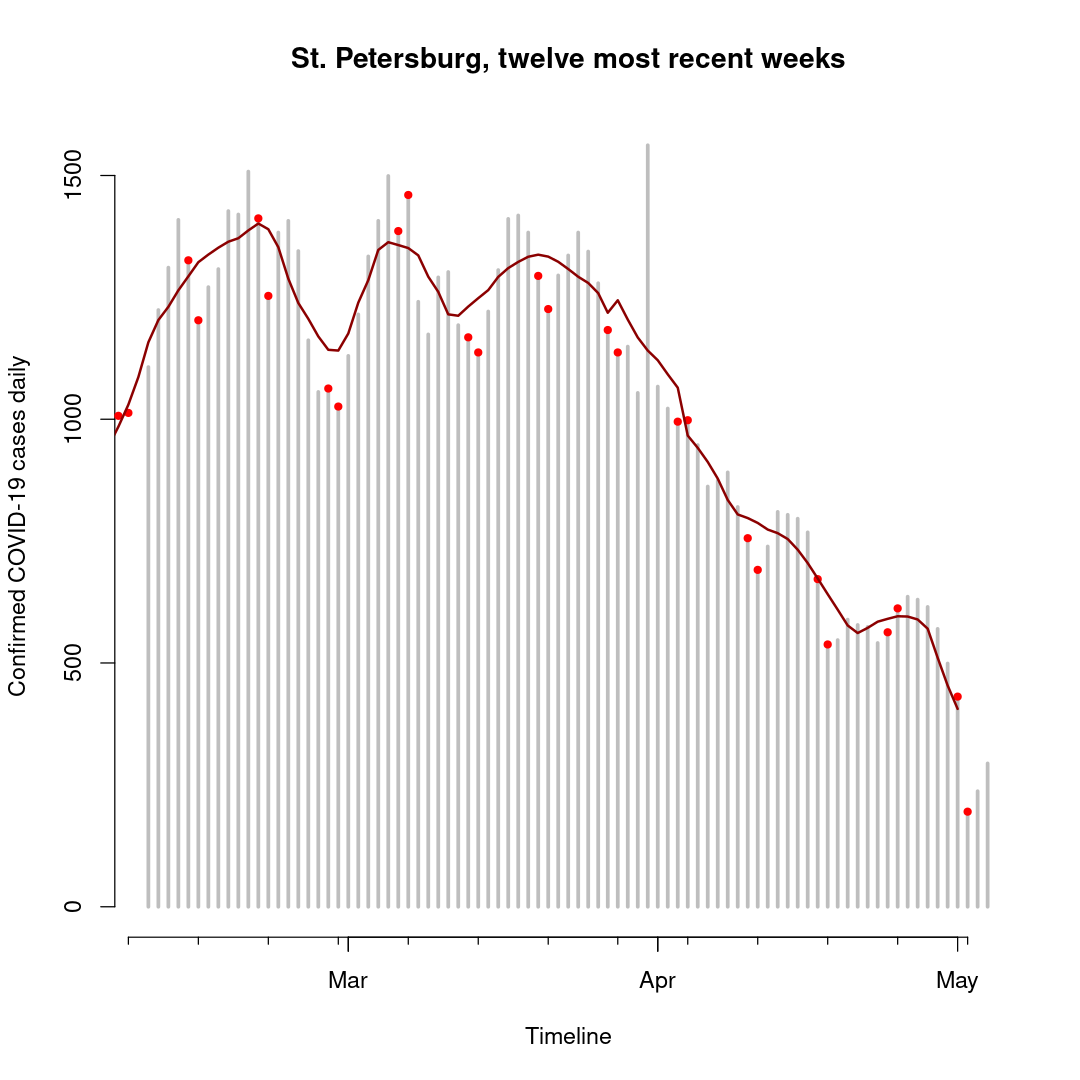 St. Petersburg, twelve most recent weeks
Confirmed COVID-19 cases daily
1500
1000
500
0
Mar Apr May
Timeline